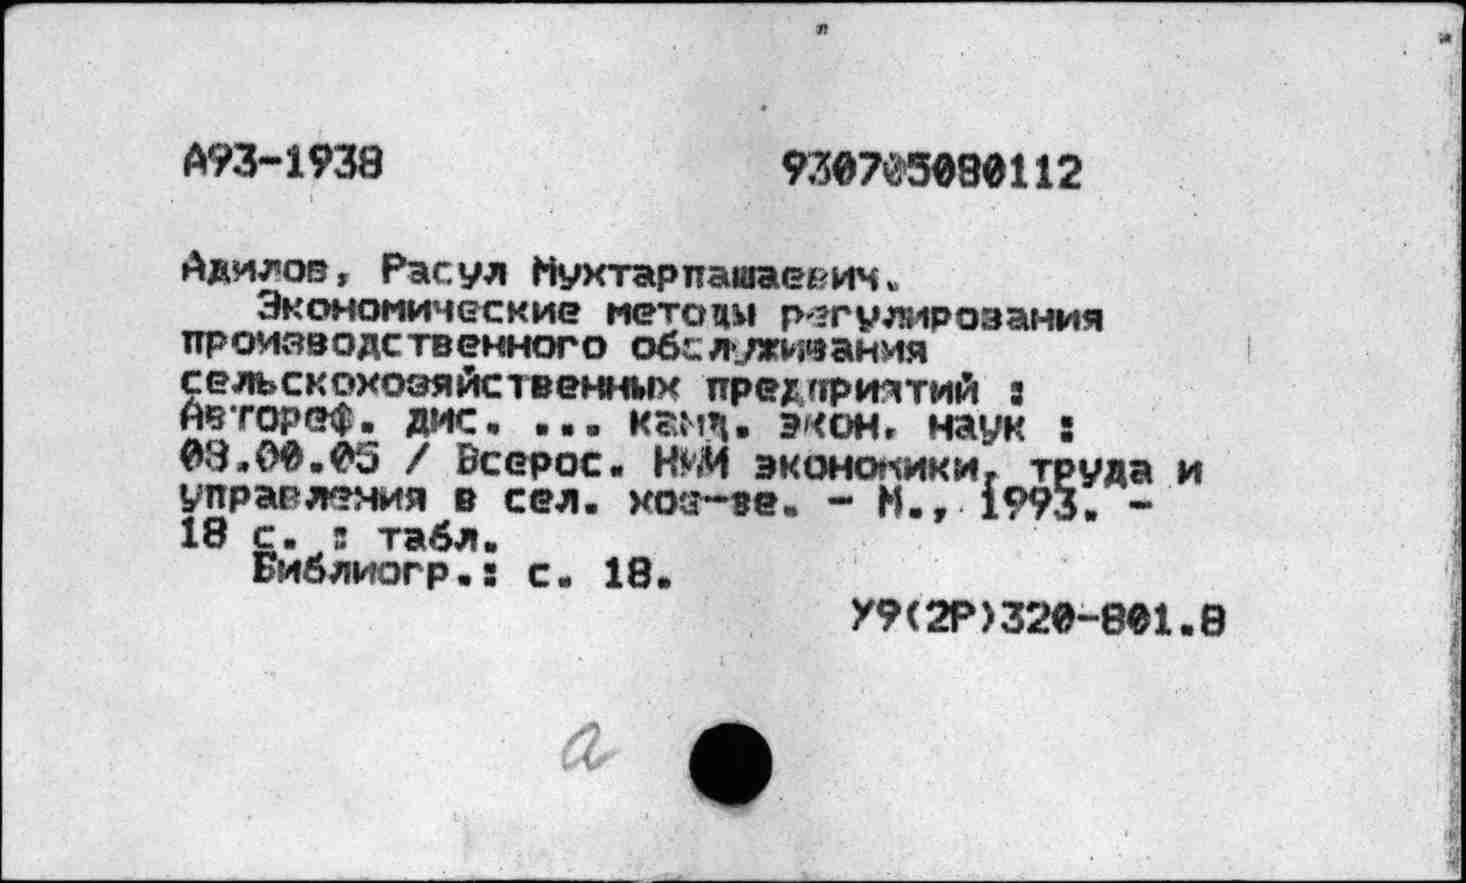 А93-1938
930705080112
Адилов, Расул Мухтарпашаевич.
Экономические методы регулирования
производственного обслуживания
сельскохозяйственных предприятий :
Автореф. дис. ... канд. экон. наук :
08.00.05 / Всерос. НИИ экономики, труда и
управления в сел. хоз-ве. - М., 1993. -
18 с. : табл.
Библиогр.: с. 18.
У9(2Р)320-801.8
а